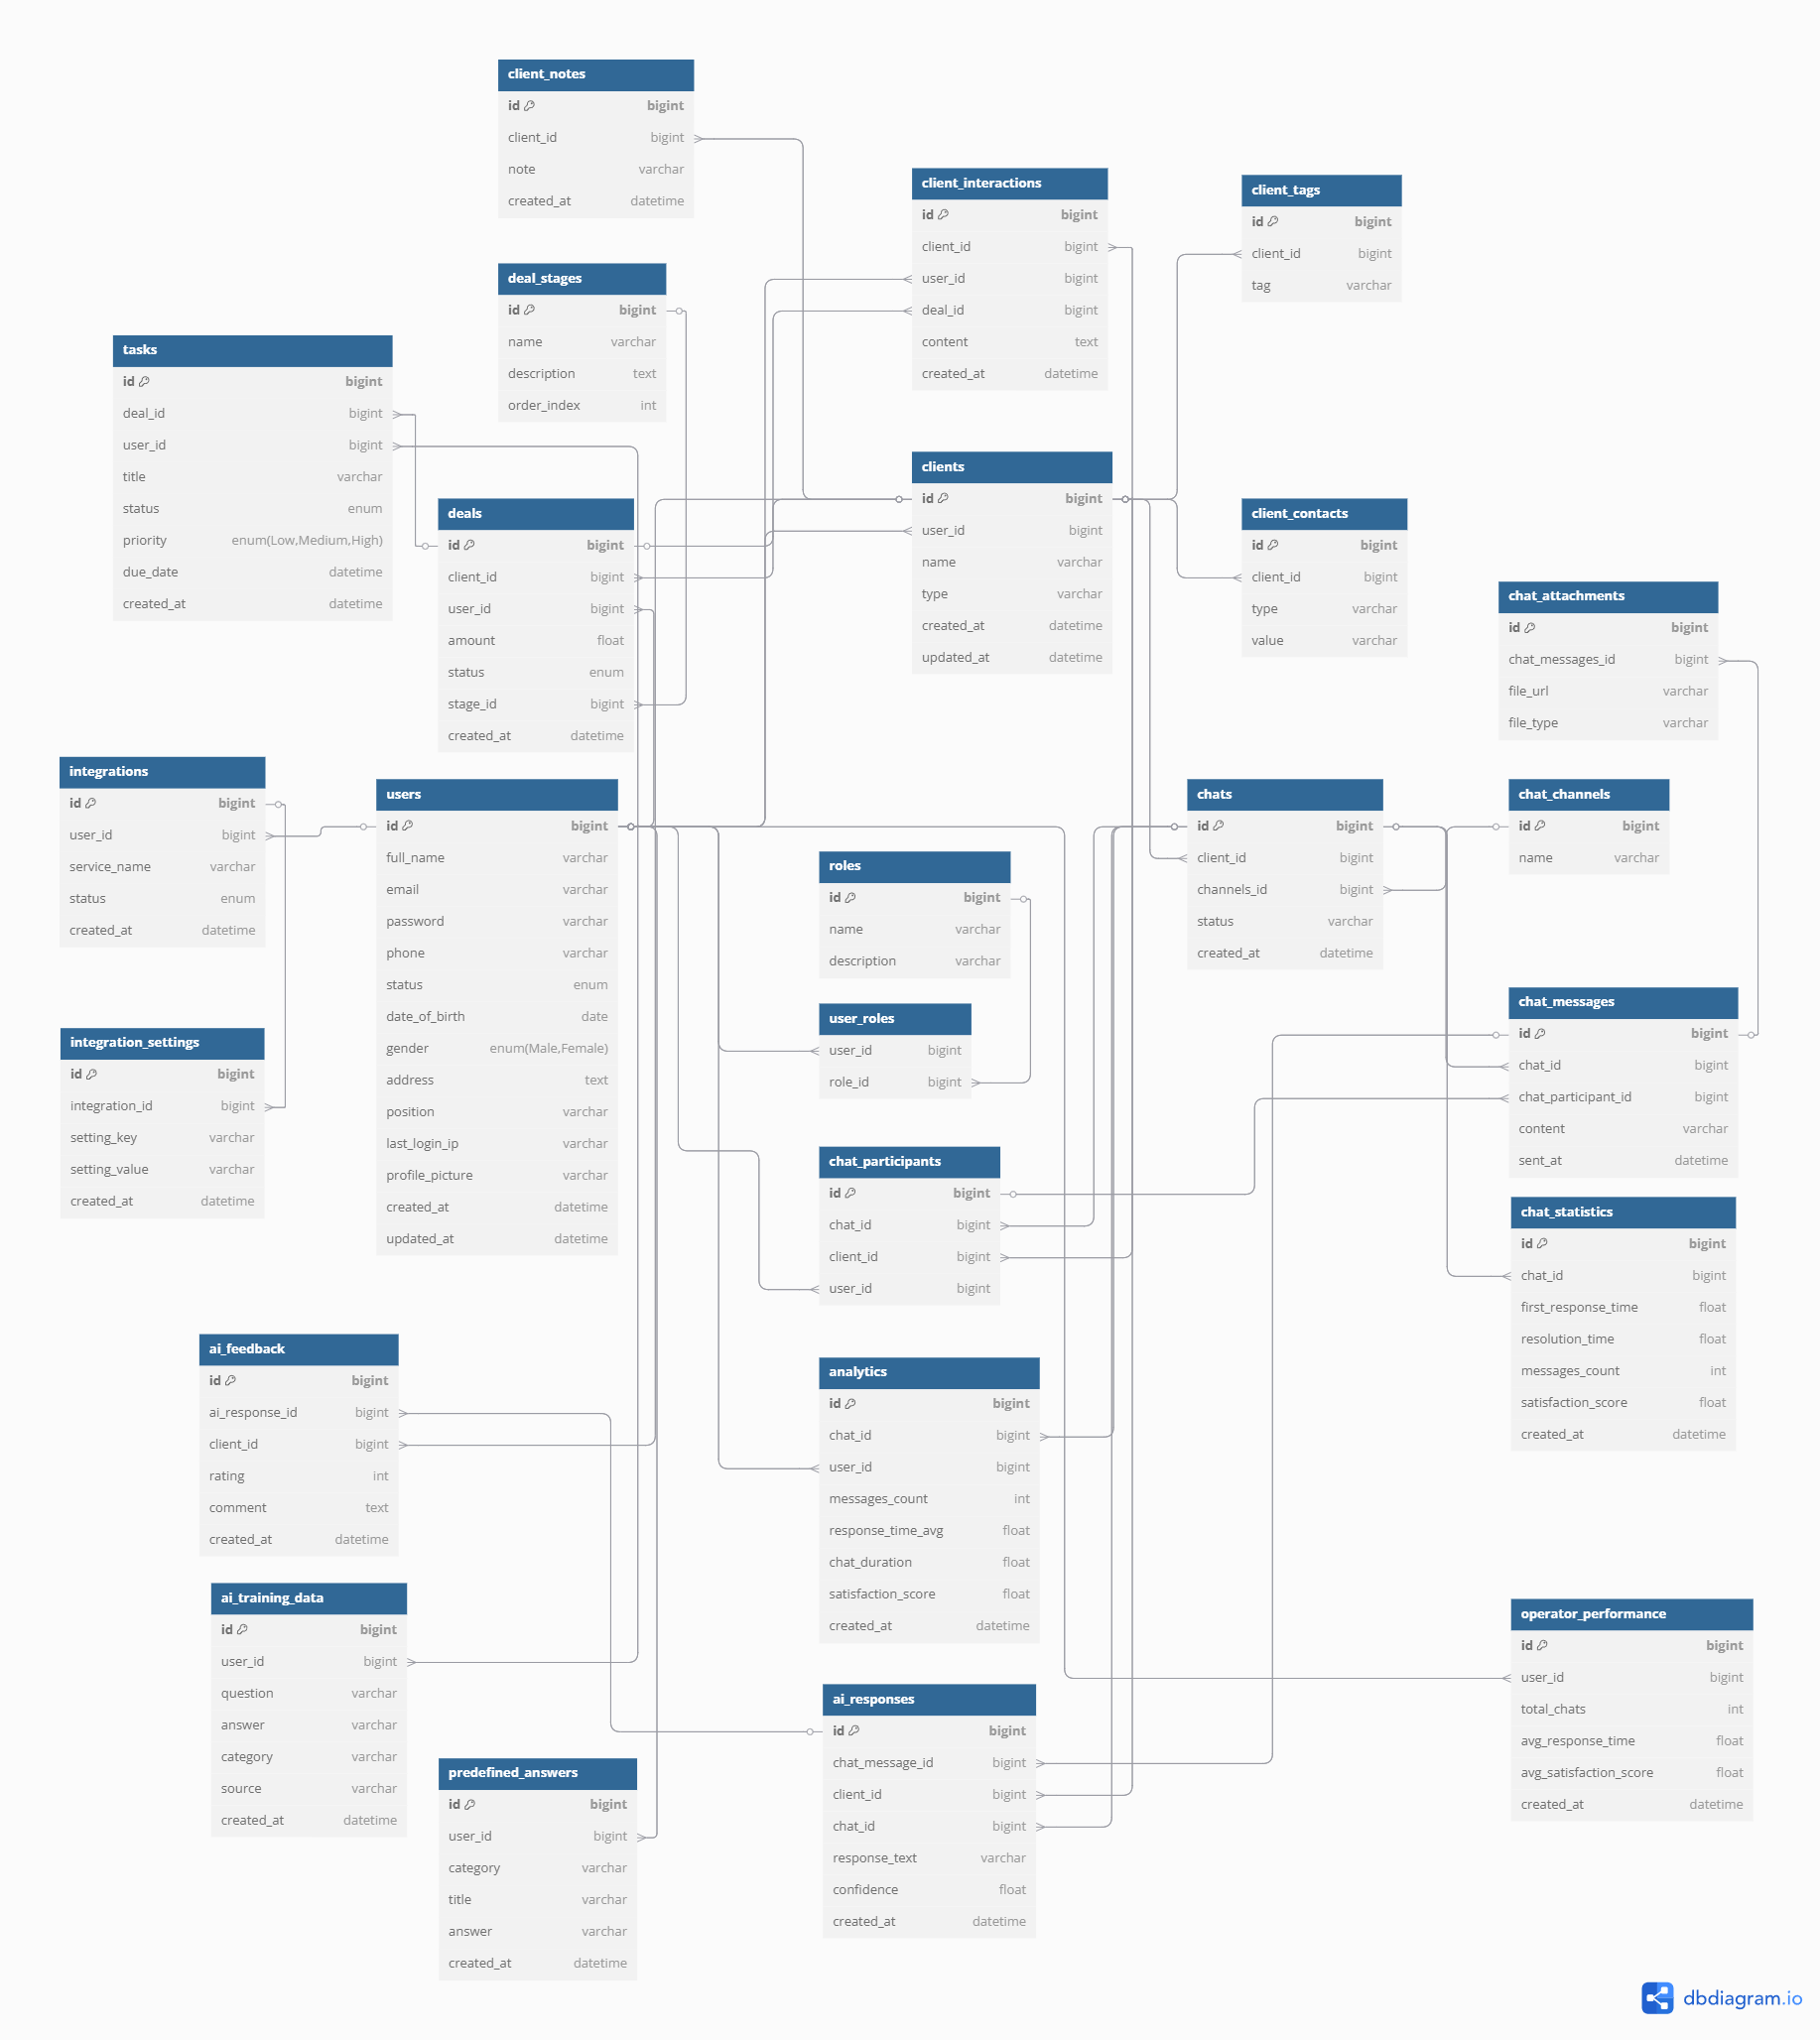 client_notes
id bigint
client_id bigint
note varchar
created_at datetime
client_interactions
id bigint
client_id bigint
user_id bigint
deal_id bigint
content text
created_at datetime
client_tags
id bigint
client_id bigint
tag varchar
deal_stages
id bigint
name varchar
description text
order_index int
tasks
id bigint
deal_id bigint
user_id bigint
title varchar
status enum
priority enum(Low,Medium,High)
due_date datetime
created_at datetime
clients
id bigint
user_id bigint
name varchar
type varchar
created_at datetime
updated_at datetime
deals
id bigint
client_id bigint
user_id bigint
amount float
status enum
stage_id bigint
created_at datetime
client_contacts
id bigint
client_id bigint
type varchar
value varchar
chat_attachments
id bigint
chat_messages_id bigint
file_url varchar
file_type varchar
integrations
id bigint
user_id bigint
service_name varchar
status enum
created_at datetime
users
id bigint
full_name varchar
email varchar
password varchar
phone varchar
status enum
date_of_birth date
gender enum(Male,Female)
address text
position varchar
last_login_ip varchar
profile_picture varchar
created_at datetime
updated_at datetime
chats
id bigint
client_id bigint
channels_id bigint
status varchar
created_at datetime
chat_channels
id bigint
name varchar
roles
id bigint
name varchar
description varchar
user_roles
user_id bigint
role_id bigint
chat_messages
id bigint
chat_id bigint
chat_participant_id bigint
content varchar
sent_at datetime
integration_settings
id bigint
integration_id bigint
setting_key varchar
setting_value varchar
created_at datetime
chat_participants
id bigint
chat_id bigint
client_id bigint
user_id bigint
chat_statistics
id bigint
chat_id bigint
first_response_time float
resolution_time float
messages_count int
satisfaction_score float
created_at datetime
ai_feedback
id bigint
ai_response_id bigint
client_id bigint
rating int
comment text
created_at datetime
analytics
id bigint
chat_id bigint
user_id bigint
messages_count int
response_time_avg float
chat_duration float
satisfaction_score float
created_at datetime
ai_training_data
id bigint
user_id bigint
question varchar
answer varchar
category varchar
source varchar
created_at datetime
operator_performance
id bigint
user_id bigint
total_chats int
avg_response_time float
avg_satisfaction_score float
created_at datetime
ai_responses
id bigint
chat_message_id bigint
client_id bigint
chat_id bigint
response_text varchar
confidence float
created_at datetime
predefined_answers
id bigint
user_id bigint
category varchar
title varchar
answer varchar
created_at datetime
dbdiagram.io